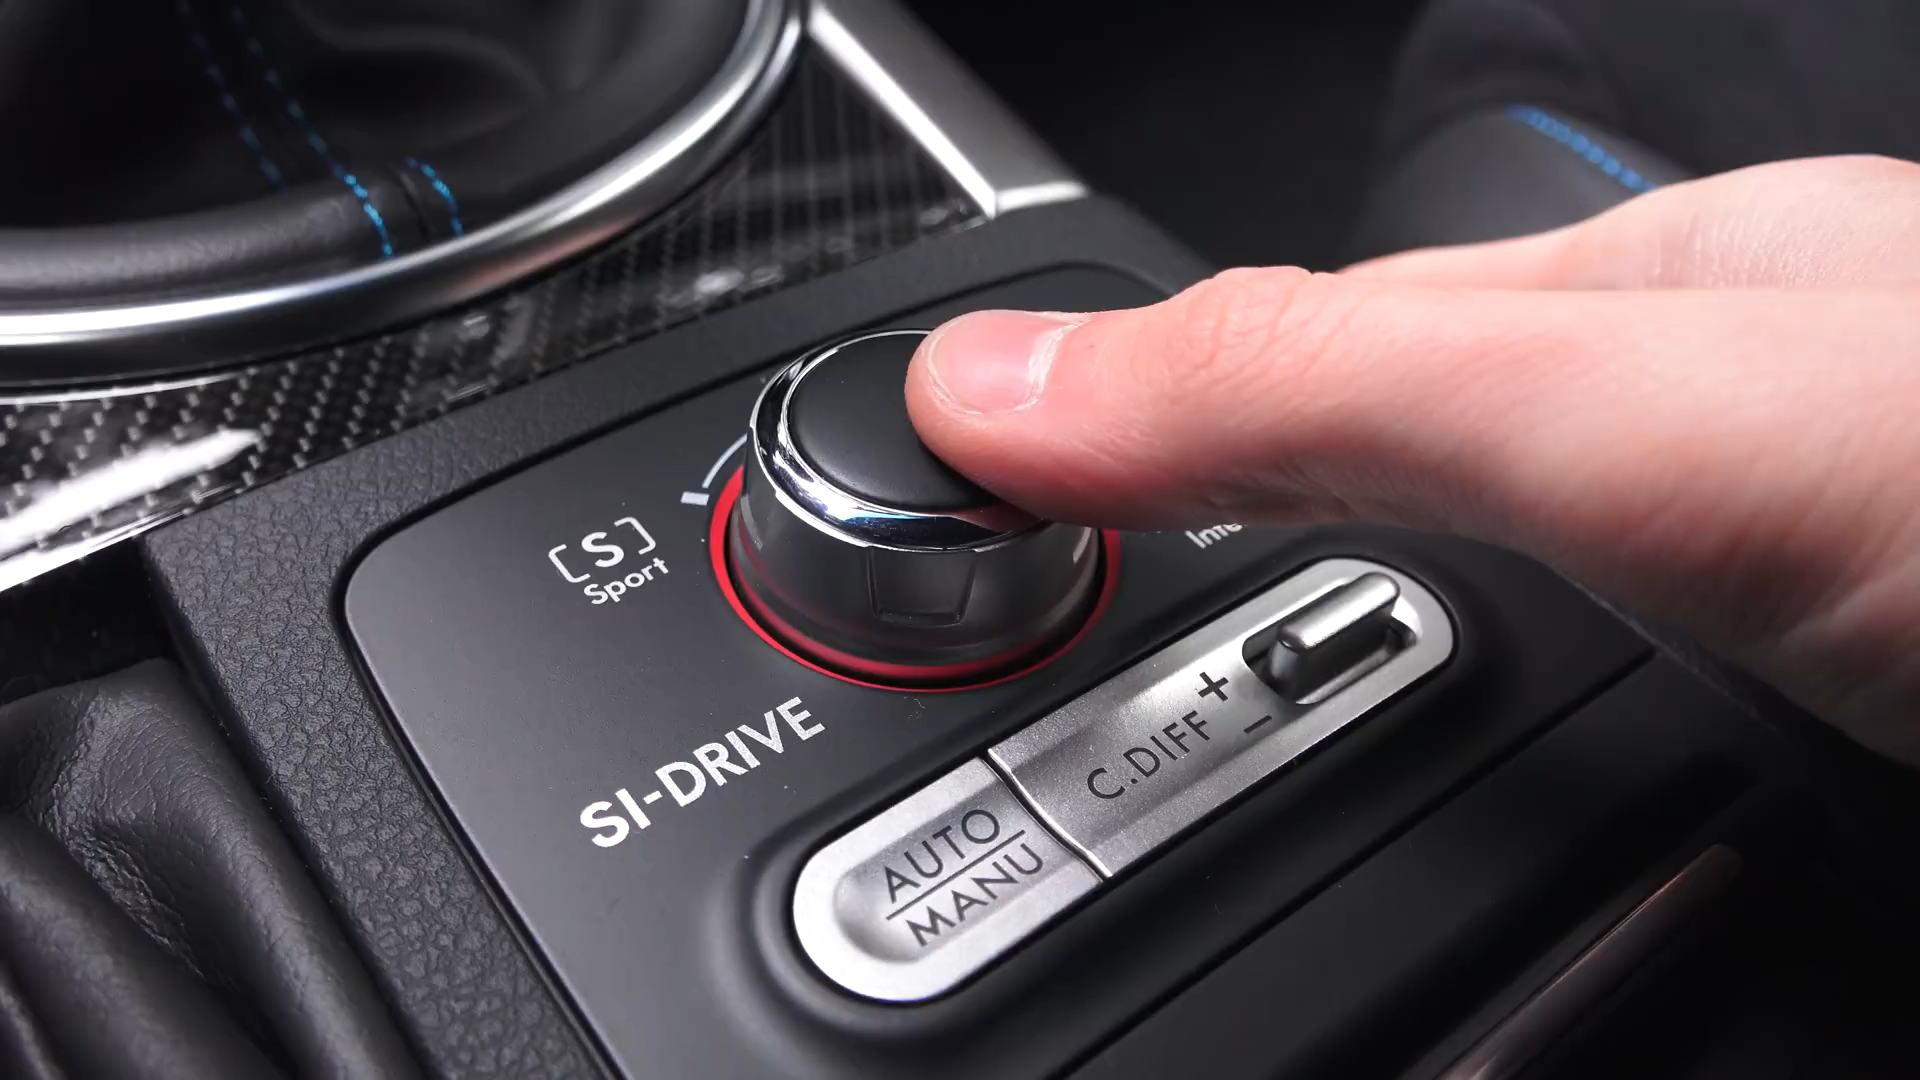 [S]
Sport
SI-DRIVE
C.DIFF + −
AUTO
MANU